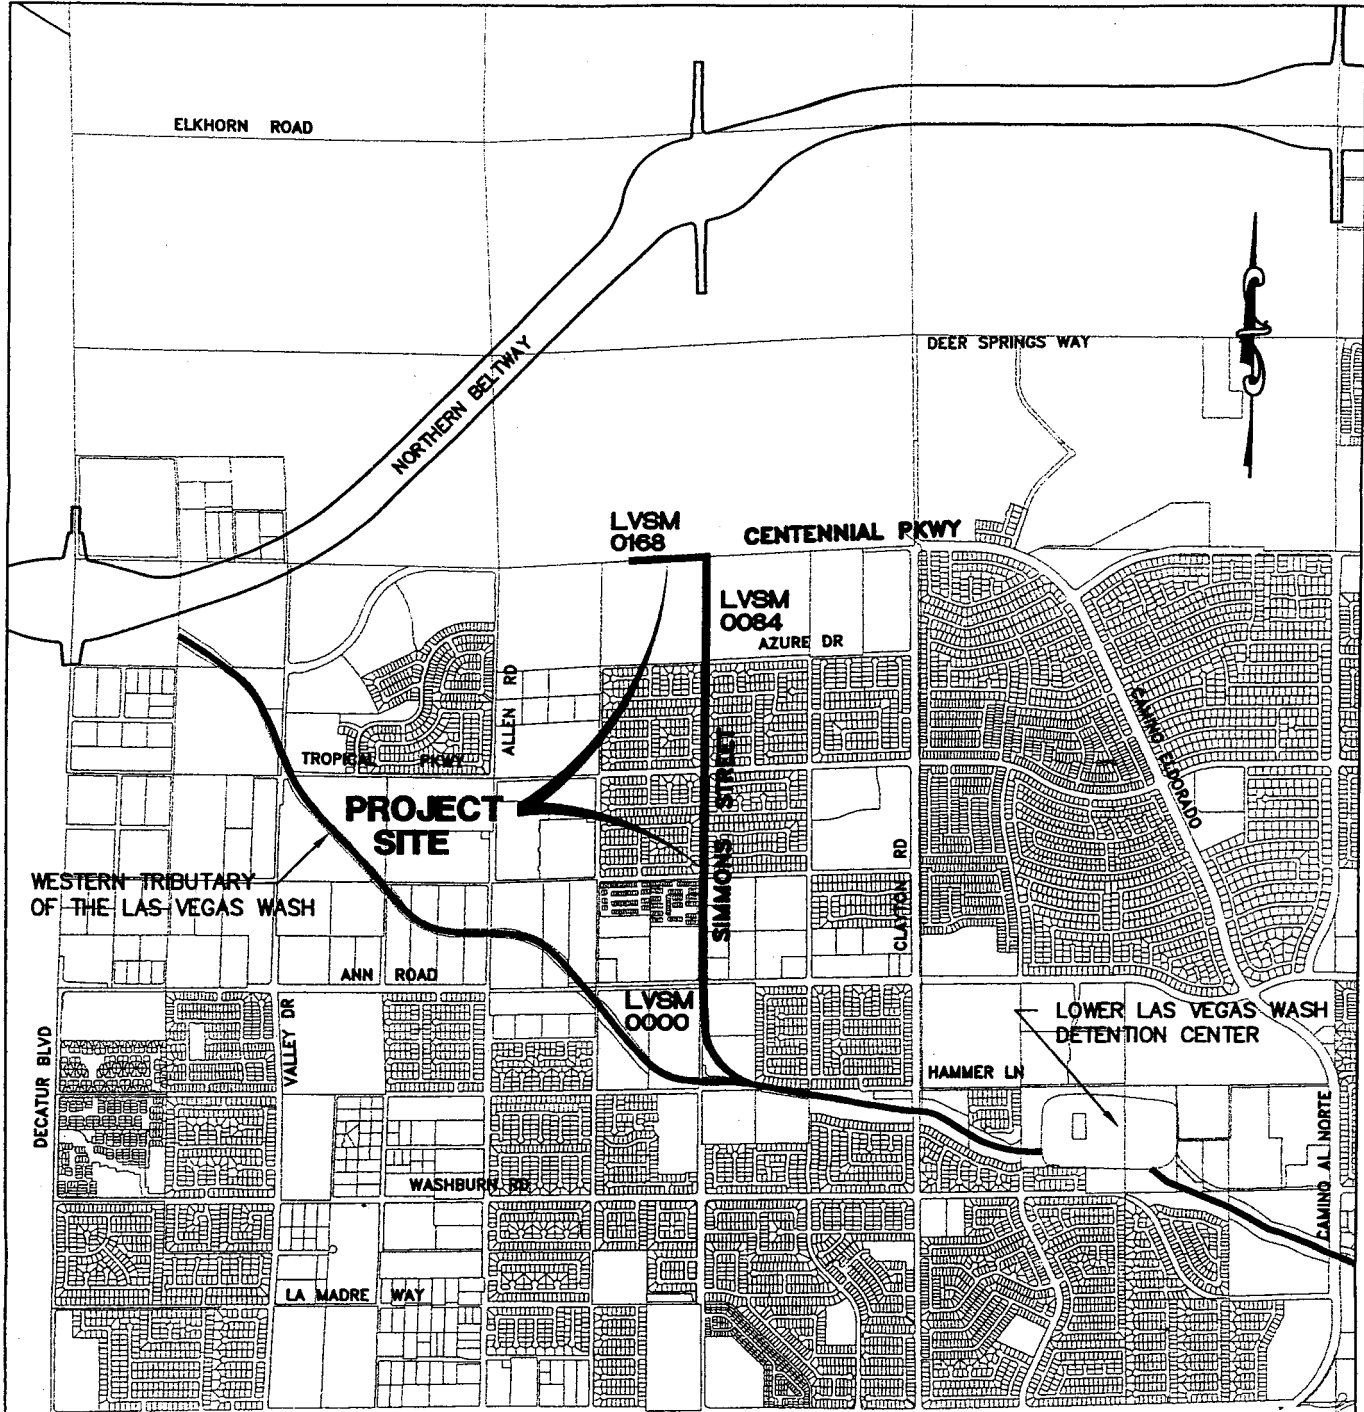 ELKHORN ROAD
DEER SPRINGS WAY
NORTHERN BELTWAY
LVSM
0168
CENTENNIAL PKWY
LVSM
0084
AZURE DR
ALLEN RD
CAMINO ELDORADO
TROPICAL PKWY
SIMMONS STREET
PROJECT
SITE
WESTERN TRIBUTARY
OF THE LAS VEGAS WASH
CLAYTON RD
ANN ROAD
LVSM
0000
LOWER LAS VEGAS WASH
DETENTION CENTER
DECATUR BLVD
VALLEY DR
HAMMER LN
CAMINO AL NORTE
WASHBURN RD
LA MADRE WAY